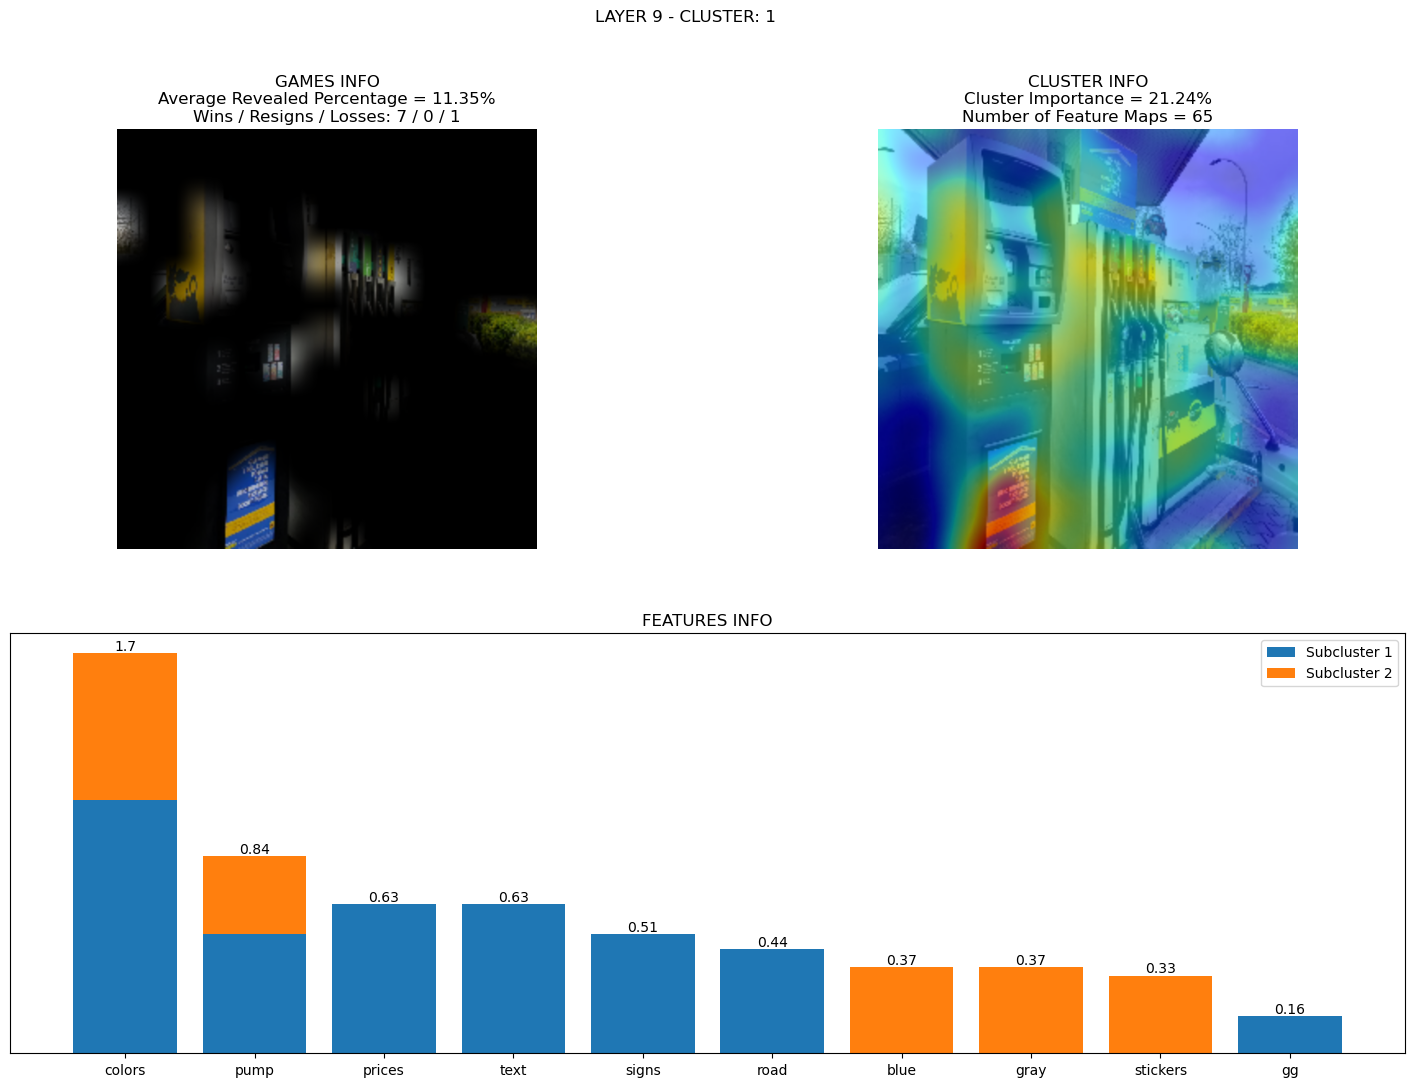 LAYER 9 - CLUSTER: 1
GAMES INFO
Average Revealed Percentage = 11.35%
Wins / Resigns / Losses: 7 / 0 / 1
CLUSTER INFO
Cluster Importance = 21.24%
Number of Feature Maps = 65
FEATURES INFO
Subcluster 1
Subcluster 2
1.7
0.84
0.63
0.63
0.51
0.44
0.37
0.37
0.33
0.16
colors
pump
prices
text
signs
road
blue
gray
stickers
gg